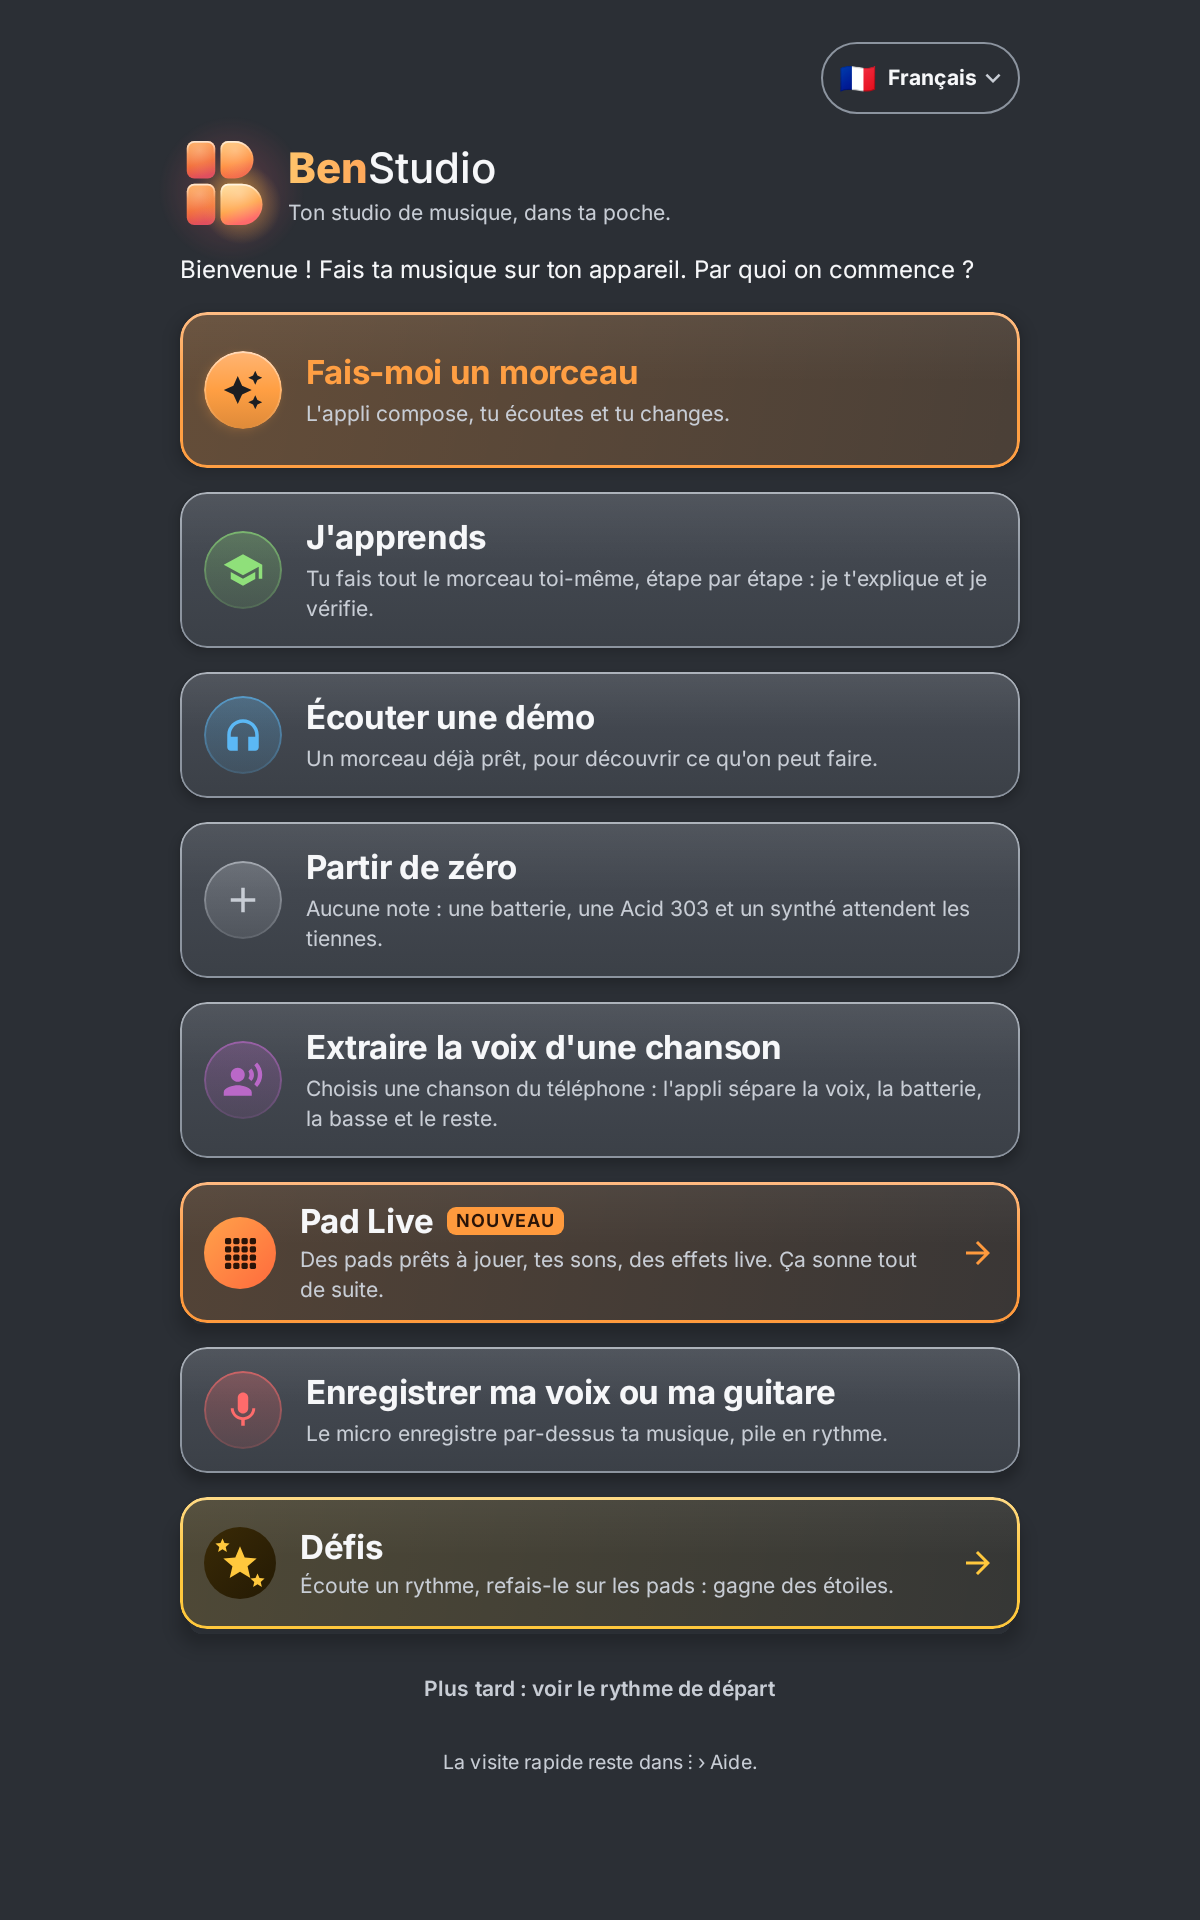 Français
BenStudio
Ton studio de musique, dans ta poche.
Bienvenue ! Fais ta musique sur ton appareil. Par quoi on commence ?
Fais-moi un morceau
L'appli compose, tu écoutes et tu changes.
J'apprends
Tu fais tout le morceau toi-même, étape par étape : je t'explique et je
vérifie.
Écouter une démo
Un morceau déjà prêt, pour découvrir ce qu'on peut faire.
Partir de zéro
Aucune note : une batterie, une Acid 303 et un synthé attendent les
tiennes.
Extraire la voix d'une chanson
Choisis une chanson du téléphone : l'appli sépare la voix, la batterie,
la basse et le reste.
Pad Live NOUVEAU
Des pads prêts à jouer, tes sons, des effets live. Ça sonne tout
de suite.
Enregistrer ma voix ou ma guitare
Le micro enregistre par-dessus ta musique, pile en rythme.
Défis
Écoute un rythme, refais-le sur les pads : gagne des étoiles.
Plus tard : voir le rythme de départ
La visite rapide reste dans ⋮ › Aide.